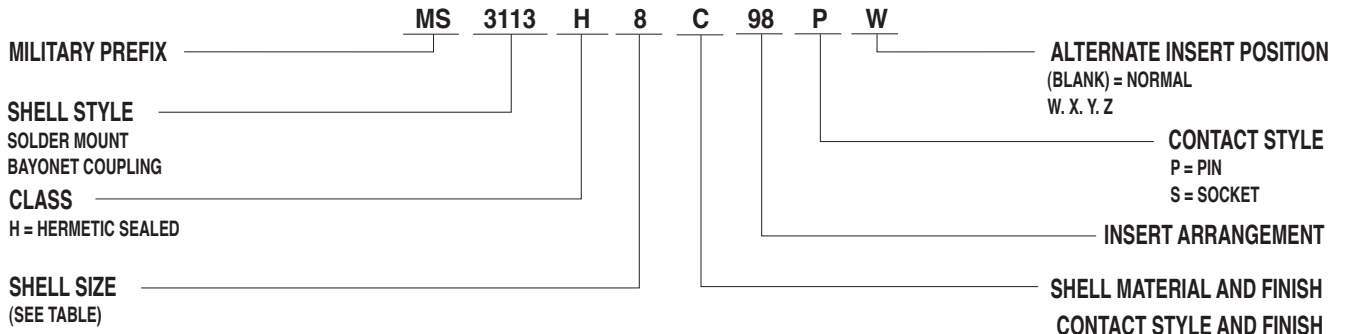 MS 3113 H 8 C 98 P W
MILITARY PREFIX
SHELL STYLE
SOLDER MOUNT
BAYONET COUPLING
CLASS
H = HERMETIC SEALED
SHELL SIZE
(SEE TABLE)
ALTERNATE INSERT POSITION
(BLANK) = NORMAL
W. X. Y. Z
CONTACT STYLE
P = PIN
S = SOCKET
INSERT ARRANGEMENT
SHELL MATERIAL AND FINISH
CONTACT STYLE AND FINISH